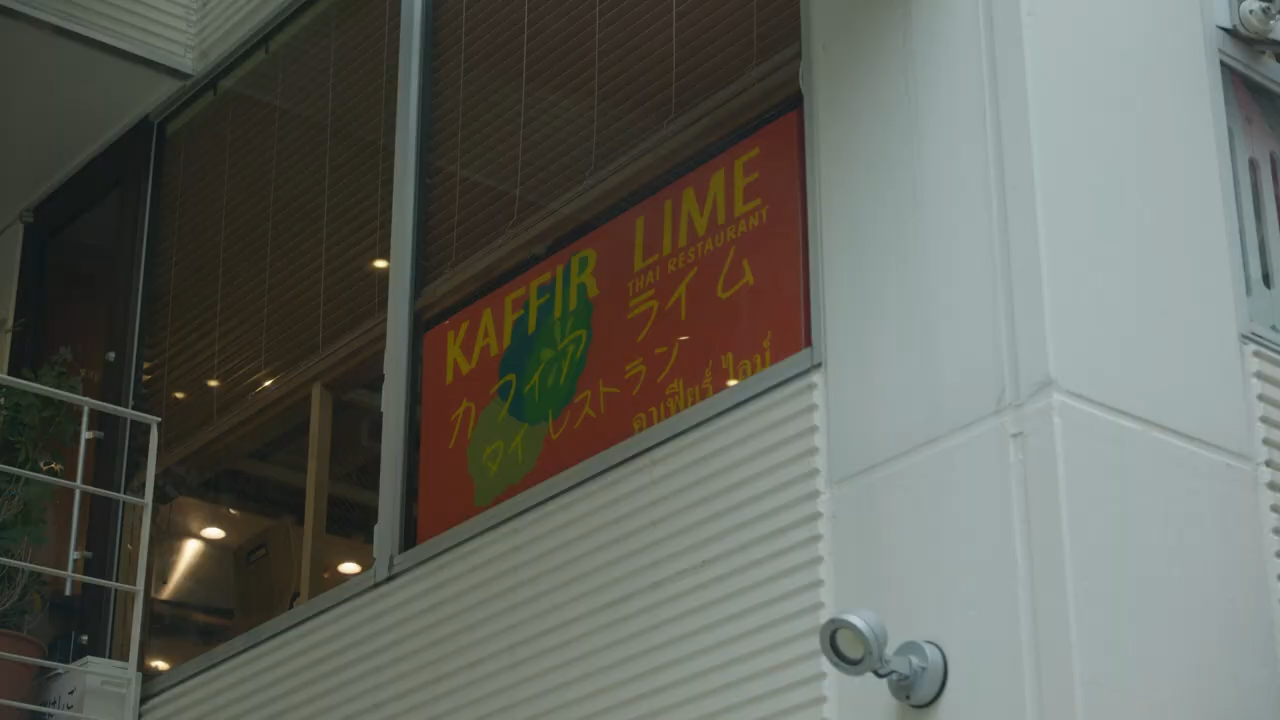 KAFFIR LIME
THAI RESTAURANT
カフィア ライム
タイ レストラン
คาเฟียร์ ไลม์